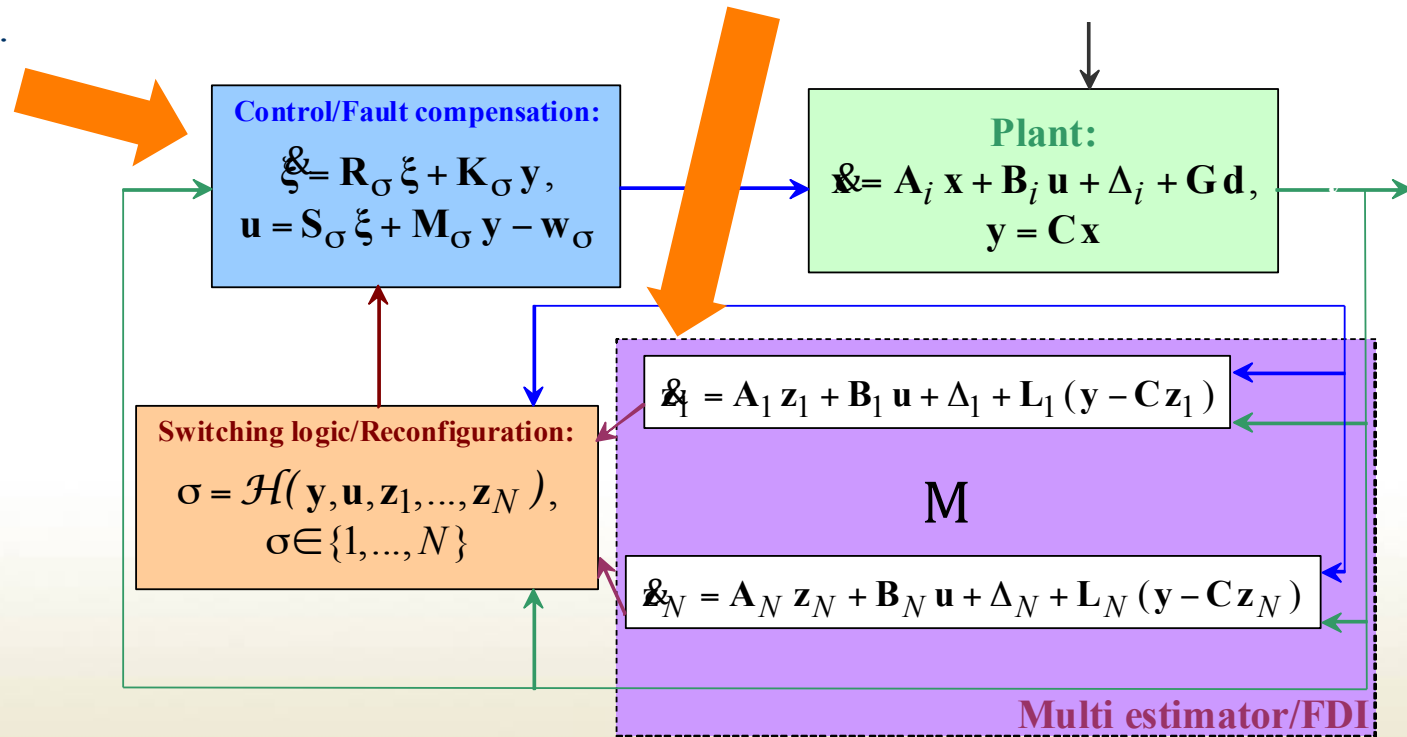 .
Control/Fault compensation:
ξ& = R_σ ξ + K_σ y,
u = S_σ ξ + M_σ y − w_σ
Plant:
x& = A_i x + B_i u + Δ_i + G d,
y = C x
Switching logic/Reconfiguration:
σ = ℋ( y, u, z_1, ..., z_N ),
σ∈{1,..., N}
z&_1 = A_1 z_1 + B_1 u + Δ_1 + L_1 (y − C z_1 )
M
z&_N = A_N z_N + B_N u + Δ_N + L_N (y − C z_N )
Multi estimator/FDI